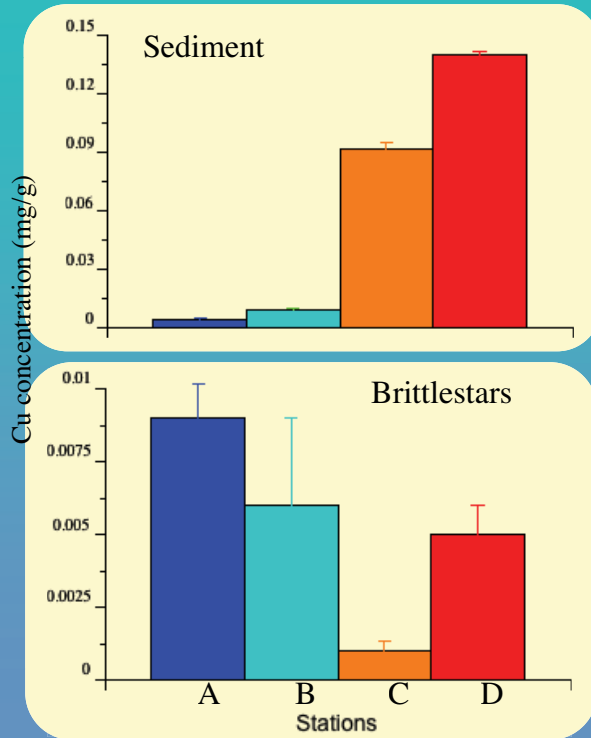 Cu concentration (mg/g)
Sediment
0.15
0.12
0.09
0.06
0.03
0
Brittlestars
0.01
0.0075
0.005
0.0025
0
A B C D
Stations